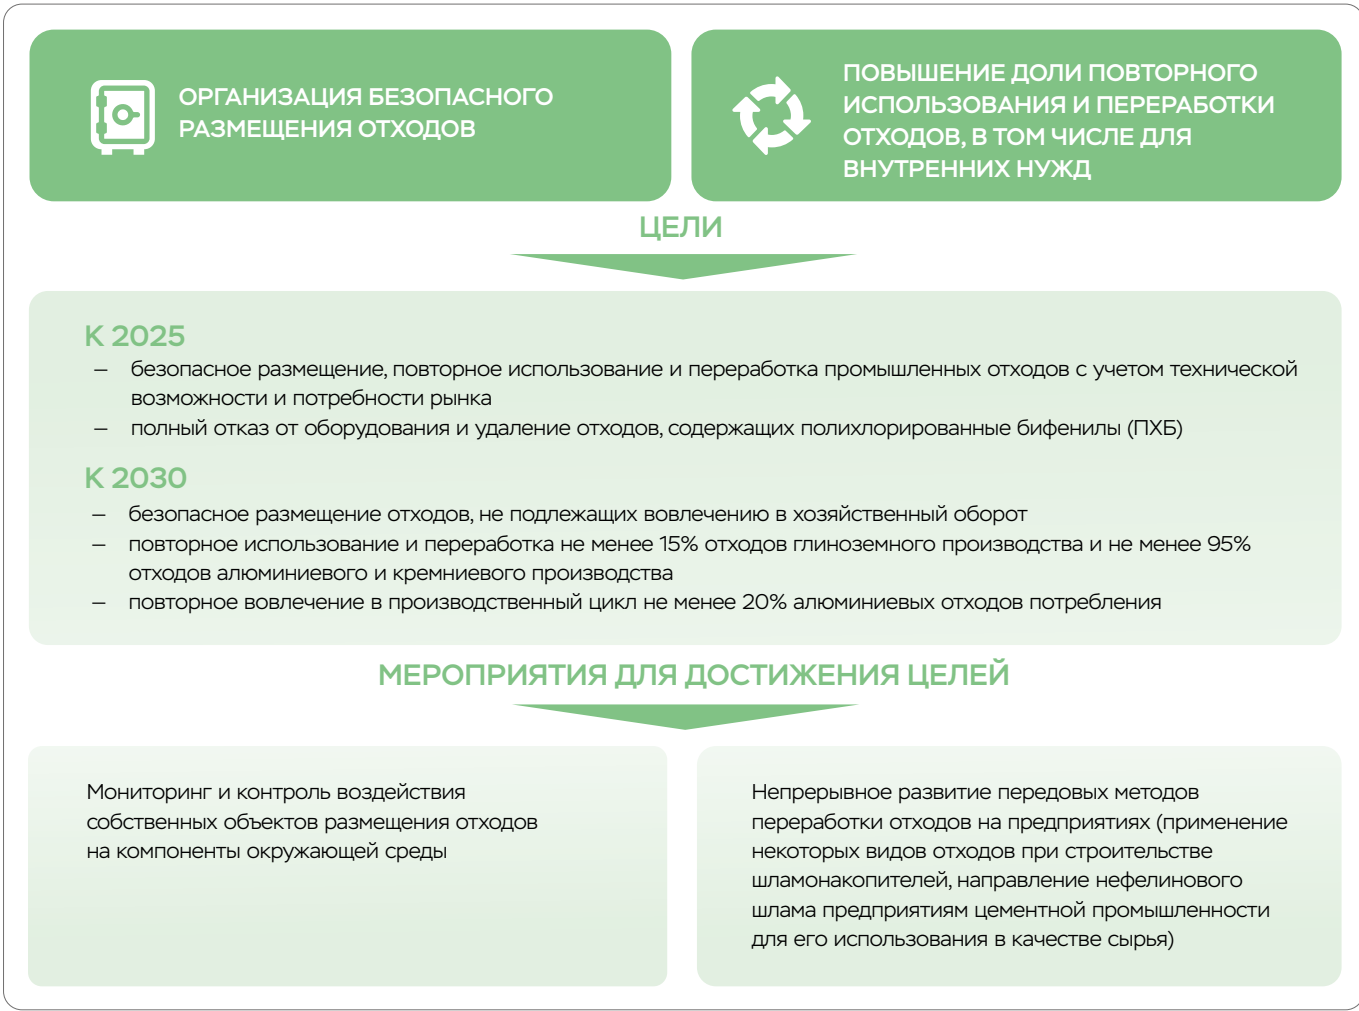 ОРГАНИЗАЦИЯ БЕЗОПАСНОГО
РАЗМЕЩЕНИЯ ОТХОДОВ
ПОВЫШЕНИЕ ДОЛИ ПОВТОРНОГО
ИСПОЛЬЗОВАНИЯ И ПЕРЕРАБОТКИ
ОТХОДОВ, В ТОМ ЧИСЛЕ ДЛЯ
ВНУТРЕННИХ НУЖД
ЦЕЛИ
К 2025
— безопасное размещение, повторное использование и переработка промышленных отходов с учетом технической
возможности и потребности рынка
— полный отказ от оборудования и удаление отходов, содержащих полихлорированные бифенилы (ПХБ)
К 2030
— безопасное размещение отходов, не подлежащих вовлечению в хозяйственный оборот
— повторное использование и переработка не менее 15% отходов глиноземного производства и не менее 95%
отходов алюминиевого и кремниевого производства
— повторное вовлечение в производственный цикл не менее 20% алюминиевых отходов потребления
МЕРОПРИЯТИЯ ДЛЯ ДОСТИЖЕНИЯ ЦЕЛЕЙ
Мониторинг и контроль воздействия
собственных объектов размещения отходов
на компоненты окружающей среды
Непрерывное развитие передовых методов
переработки отходов на предприятиях (применение
некоторых видов отходов при строительстве
шламонакопителей, направление нефелинового
шлама предприятиям цементной промышленности
для его использования в качестве сырья)